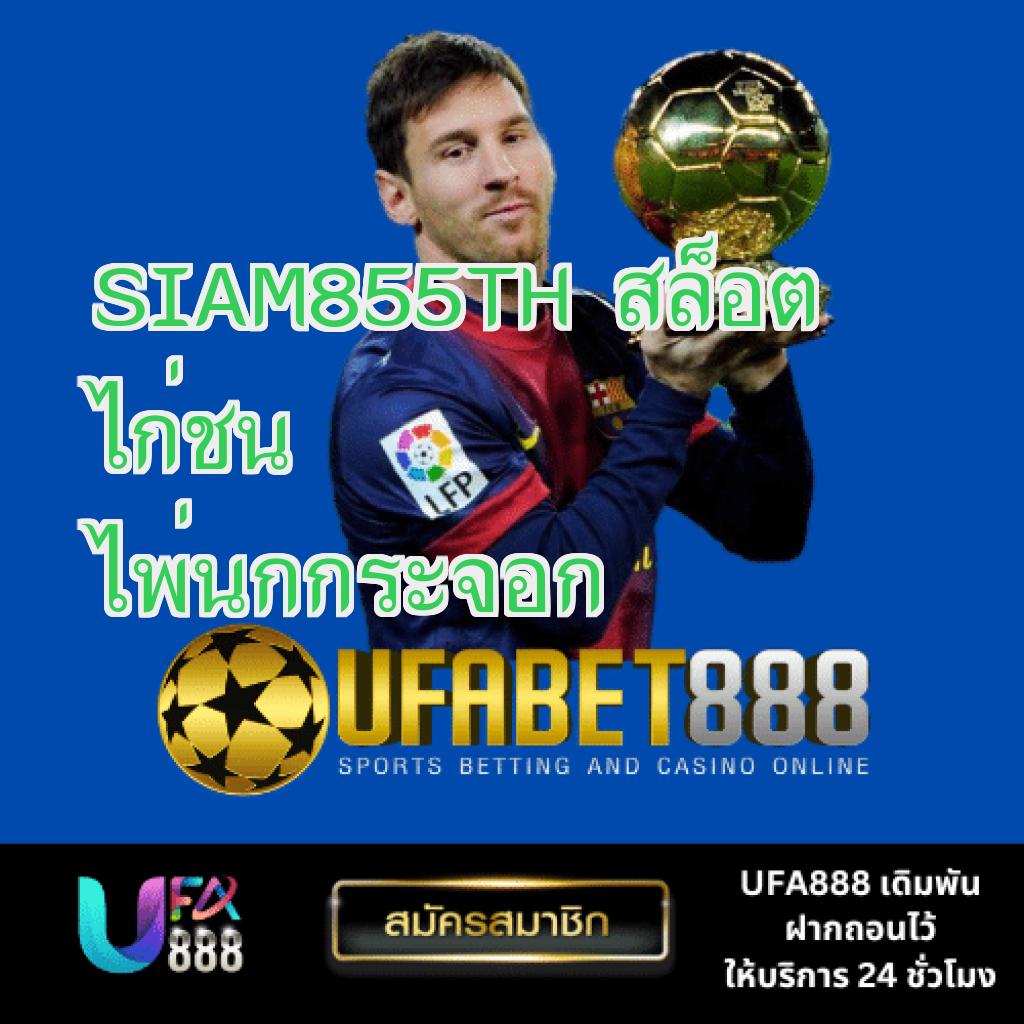 SIAM855TH สล็อต
ไก่ชน
LFP
ไพ่นกกระจอก
UFABET888
SPORTS BETTING AND CASINO ONLINE
UFA
888
สมัครสมาชิก
UFA888 เดิมพัน
ฝากถอนไว้
ให้บริการ 24 ชั่วโมง